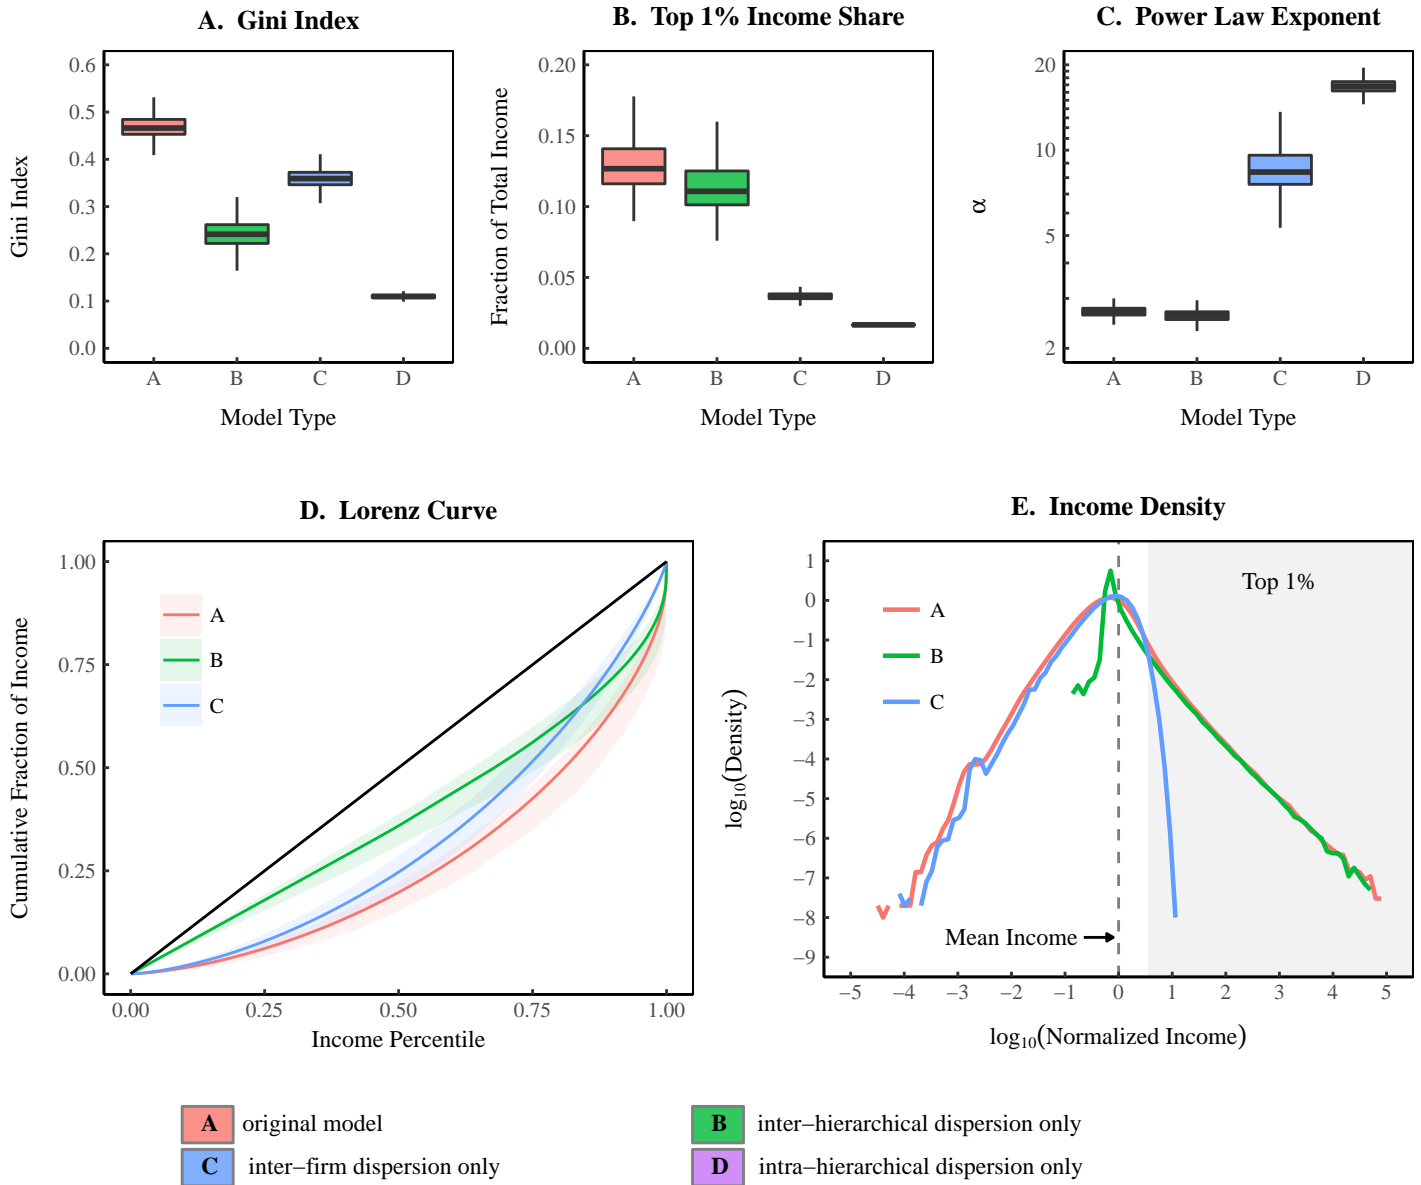 A. Gini Index
B. Top 1% Income Share
C. Power Law Exponent
0.6
0.5
0.4
0.3
0.2
0.1
0.0
Gini Index
A B C D
Model Type
0.20
0.15
0.10
0.05
0.00
Fraction of Total Income
A B C D
Model Type
20
10
5
2
α
A B C D
Model Type
D. Lorenz Curve
1.00
0.75
0.50
0.25
0.00
Cumulative Fraction of Income
A
B
C
0.00 0.25 0.50 0.75 1.00
Income Percentile
E. Income Density
1
0
−1
−2
−3
−4
−5
−6
−7
−8
−9
log₁₀(Density)
A
B
C
Top 1%
Mean Income
−5 −4 −3 −2 −1 0 1 2 3 4 5
log₁₀(Normalized Income)
A original model
B inter−hierarchical dispersion only
C inter−firm dispersion only
D intra−hierarchical dispersion only